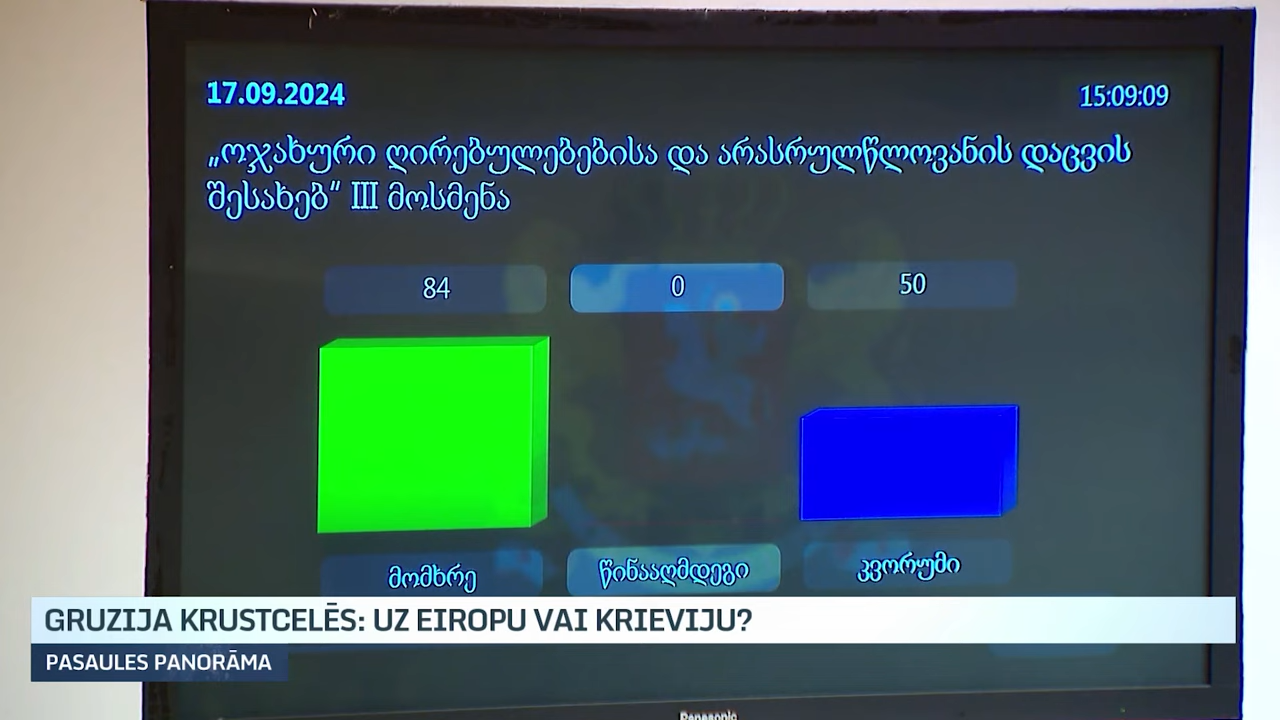 17.09.2024
15:09:09
„ოჯახური ღირებულებებისა და არასრულწლოვანის დაცვის
შესახებ“ III მოსმენა
84
0
50
მომხრე
წინააღმდეგი
კვორუმი
GRUZIJA KRUSTCELĒS: UZ EIROPU VAI KRIEVIJU?
PASAULES PANORĀMA
Panasonic